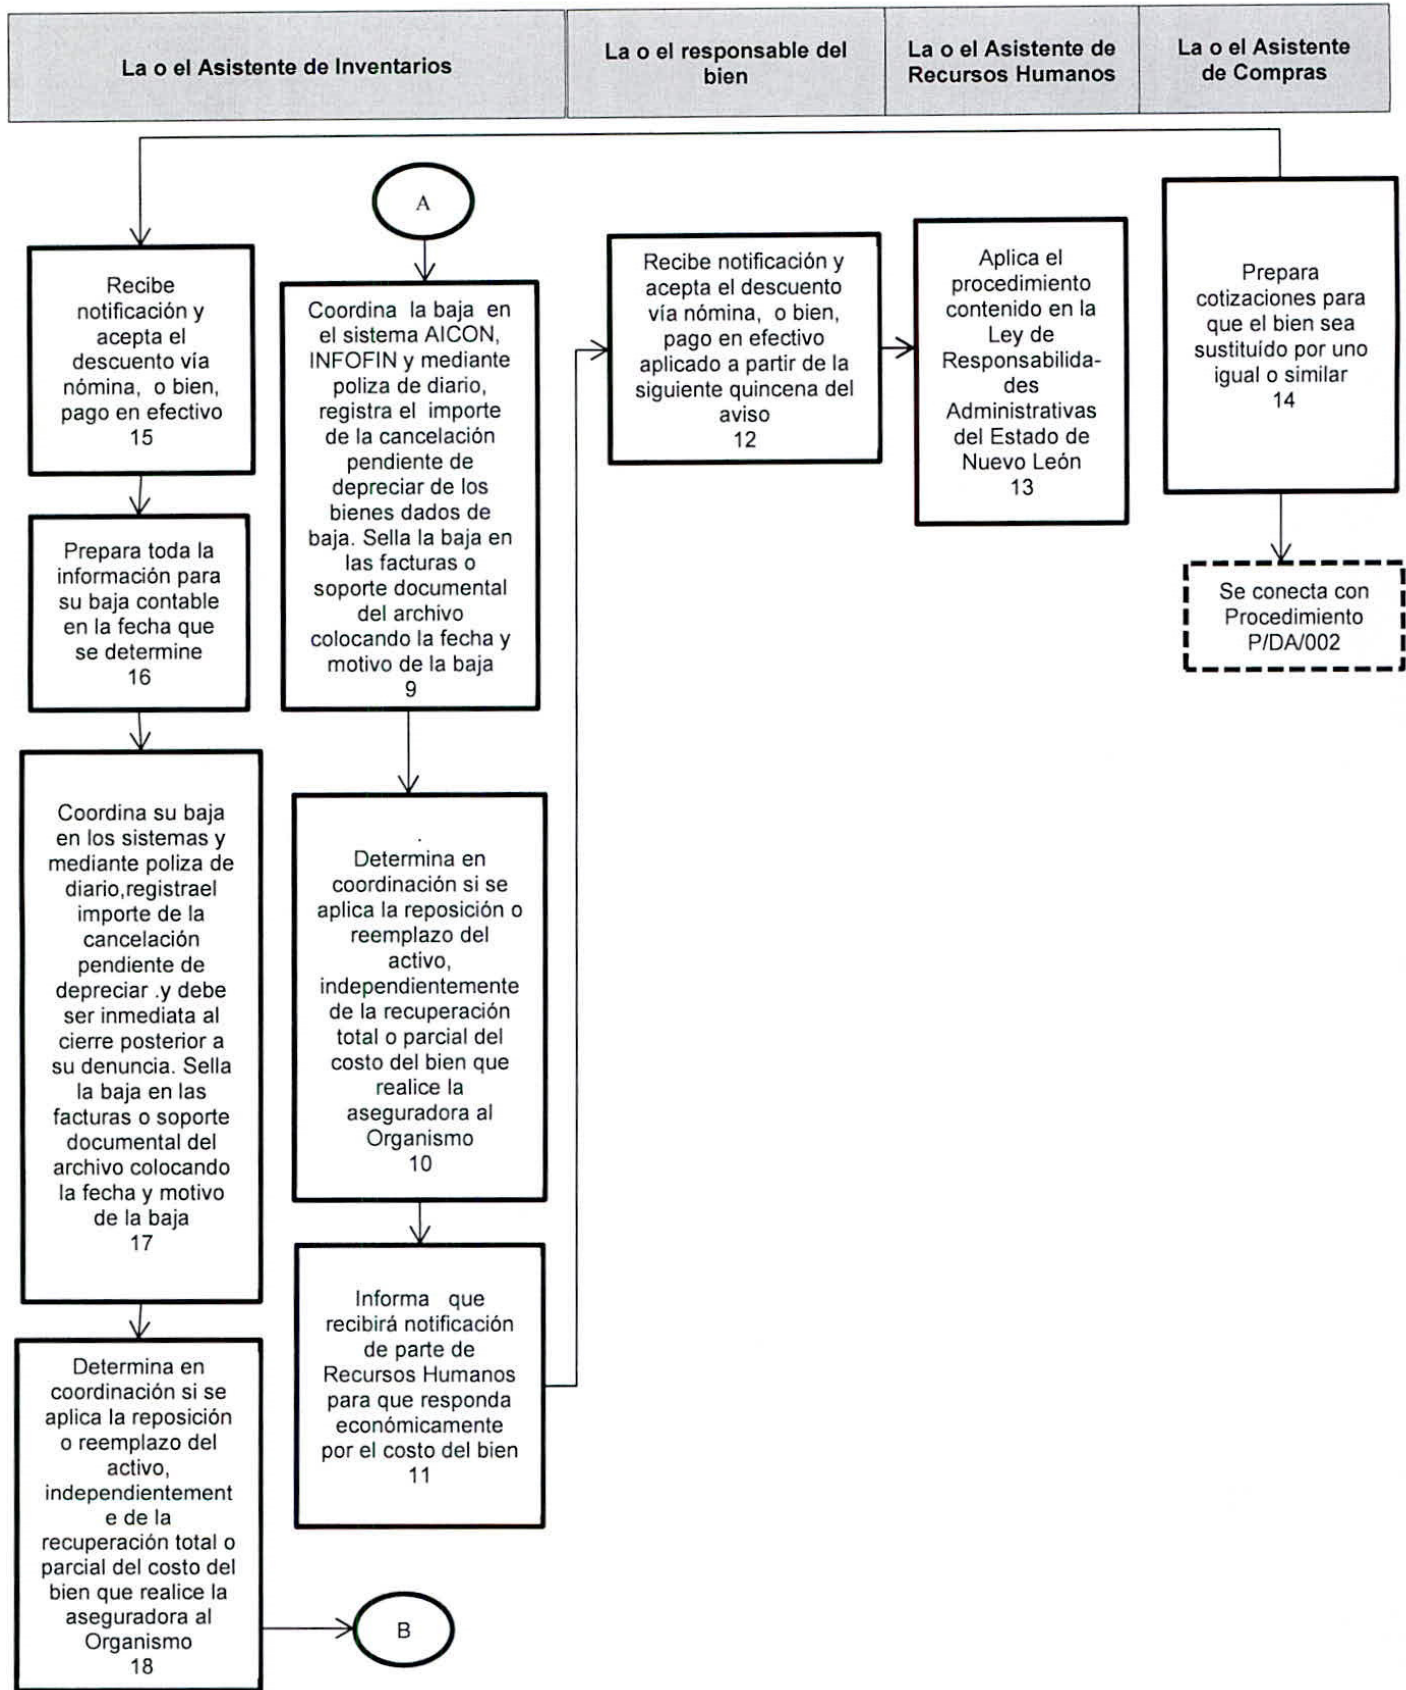 La o el Asistente de Inventarios
La o el responsable del
bien
La o el Asistente de
Recursos Humanos
La o el Asistente
de Compras
A
Recibe
notificación y
acepta el
descuento vía
nómina, o bien,
pago en efectivo
15
Prepara toda la
información para
su baja contable
en la fecha que
se determine
16
Coordina su baja
en los sistemas y
mediante poliza de
diario,registrael
importe de la
cancelación
pendiente de
depreciar .y debe
ser inmediata al
cierre posterior a
su denuncia. Sella
la baja en las
facturas o soporte
documental del
archivo colocando
la fecha y motivo
de la baja
17
Determina en
coordinación si se
aplica la reposición
o reemplazo del
activo,
independientement
e de la
recuperación total o
parcial del costo del
bien que realice la
aseguradora al
Organismo
18
B
Coordina la baja en
el sistema AICON,
INFOFIN y mediante
poliza de diario,
registra el importe
de la cancelación
pendiente de
depreciar de los
bienes dados de
baja. Sella la baja en
las facturas o
soporte documental
del archivo
colocando la fecha y
motivo de la baja
9
Determina en
coordinación si se
aplica la reposición o
reemplazo del
activo,
independientemente
de la recuperación
total o parcial del
costo del bien que
realice la
aseguradora al
Organismo
10
Informa que
recibirá notificación
de parte de
Recursos Humanos
para que responda
económicamente
por el costo del bien
11
Recibe notificación y
acepta el descuento
vía nómina, o bien,
pago en efectivo
aplicado a partir de la
siguiente quincena del
aviso
12
Aplica el
procedimiento
contenido en la
Ley de
Responsabilida-
des
Administrativas
del Estado de
Nuevo León
13
Prepara
cotizaciones para
que el bien sea
sustituído por uno
igual o similar
14
Se conecta con
Procedimiento
P/DA/002